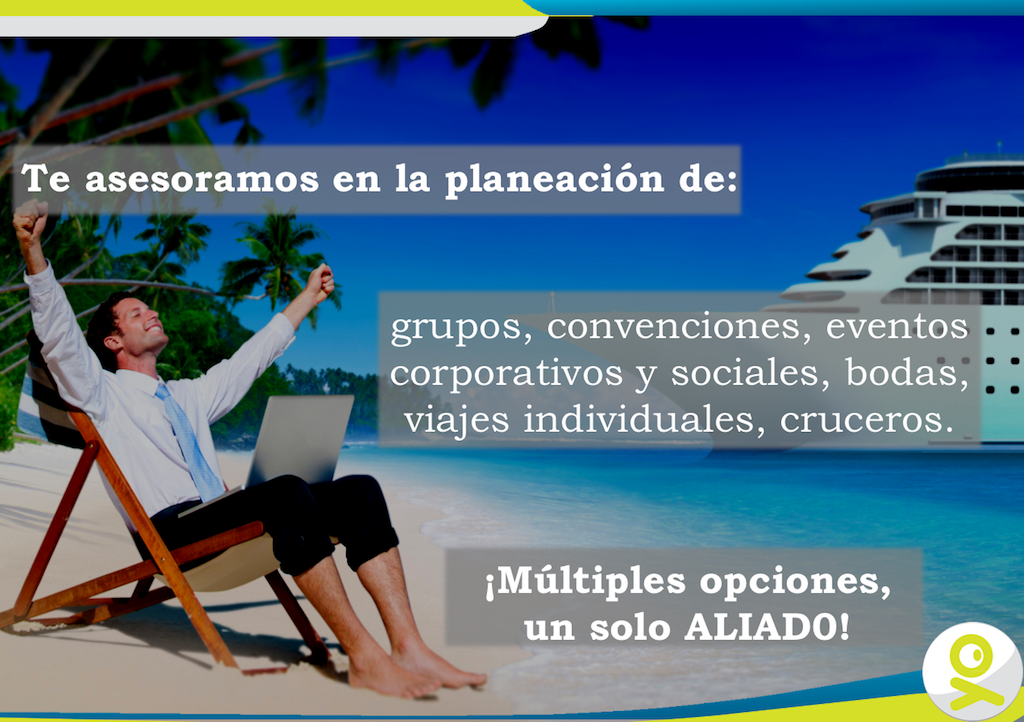 Te asesoramos en la planeación de:
grupos, convenciones, eventos
corporativos y sociales, bodas,
viajes individuales, cruceros.
¡Múltiples opciones,
un solo ALIADO!